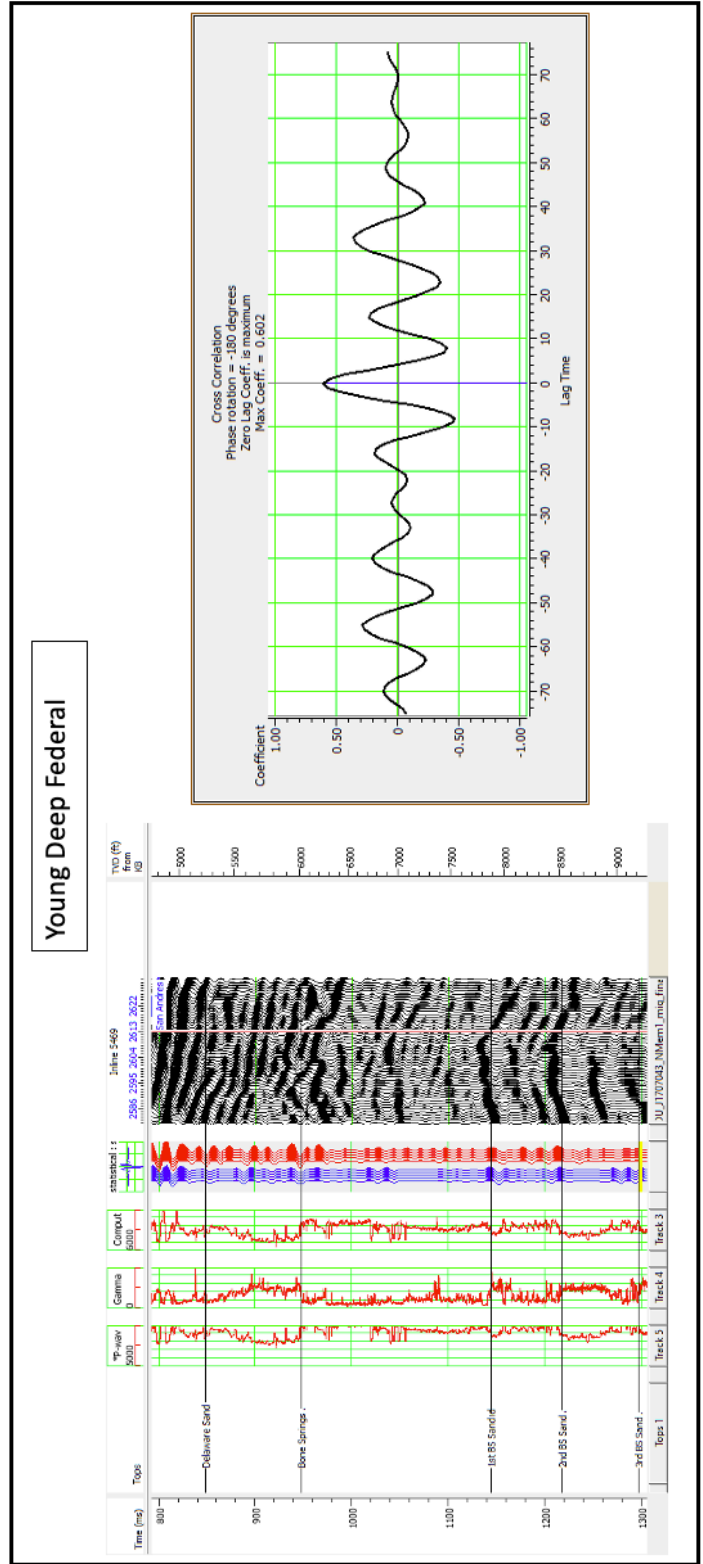 Young Deep Federal
Time (ms)
Tops
*P-wav
Gamma
Comput
statistical : s
Inline 5469
TVD (ft)
from
KB
5000
0
6000
2586 2595 2604 2613 2622
San Andres
800
900
1000
1100
1200
1300
Delaware Sand
Bone Springs
1st BS Sand
2nd BS Sand
3rd BS Sand
5000
5500
6000
6500
7000
7500
8000
8500
9000
Tops 1
Track 5
Track 4
Track 3
Cross Correlation
Phase rotation = -180 degrees
Zero Lag Coeff. is maximum
Max Coeff. = 0.602
Coefficient
1.00
0.50
0
-0.50
-1.00
-70 -60 -50 -40 -30 -20 -10 0 10 20 30 40 50 60 70
Lag Time